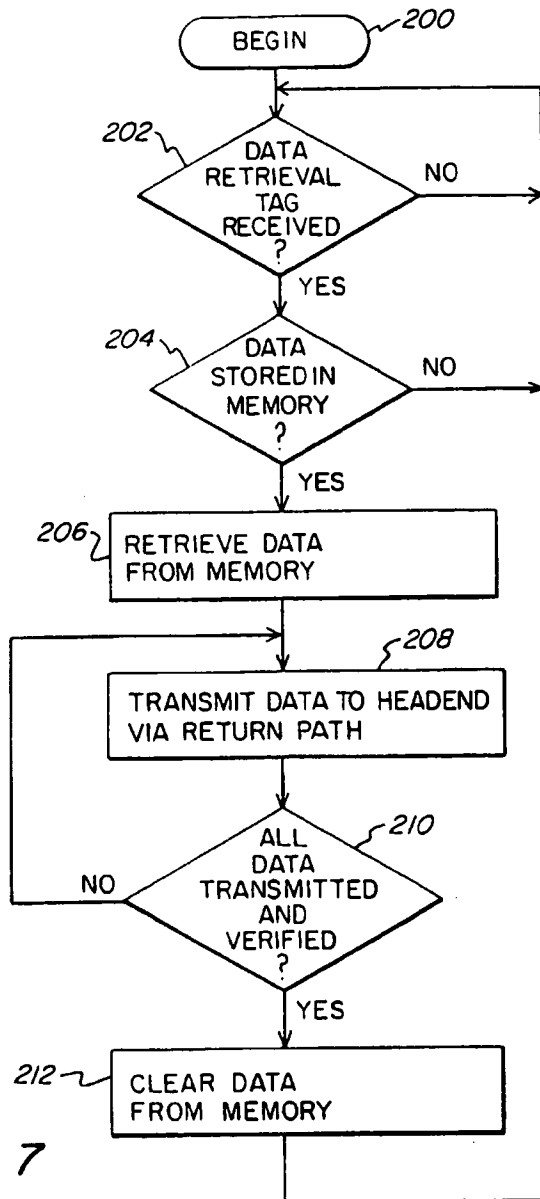 BEGIN
200
202
DATA
RETRIEVAL
TAG
RECEIVED
?
NO
YES
204
DATA
STORED IN
MEMORY
?
NO
YES
206
RETRIEVE DATA
FROM MEMORY
208
TRANSMIT DATA TO HEADEND
VIA RETURN PATH
210
ALL
DATA
TRANSMITTED
AND
VERIFIED
?
NO
YES
212
CLEAR DATA
FROM MEMORY
7